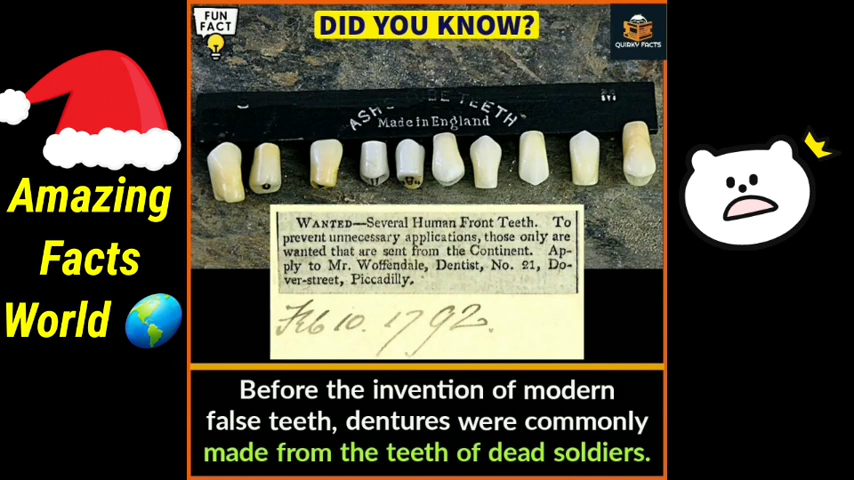 FUN
FACT
DID YOU KNOW?
QUIRKY FACTS
Amazing
Facts
World
TEETH
Made in England
WANTED—Several Human Front Teeth. To
prevent unnecessary applications, those only are
wanted that are sent from the Continent. Ap-
ply to Mr. Woffendale, Dentist, No. 21, Do-
ver-street, Piccadilly.
Feb 10. 1792.
Before the invention of modern
false teeth, dentures were commonly
made from the teeth of dead soldiers.